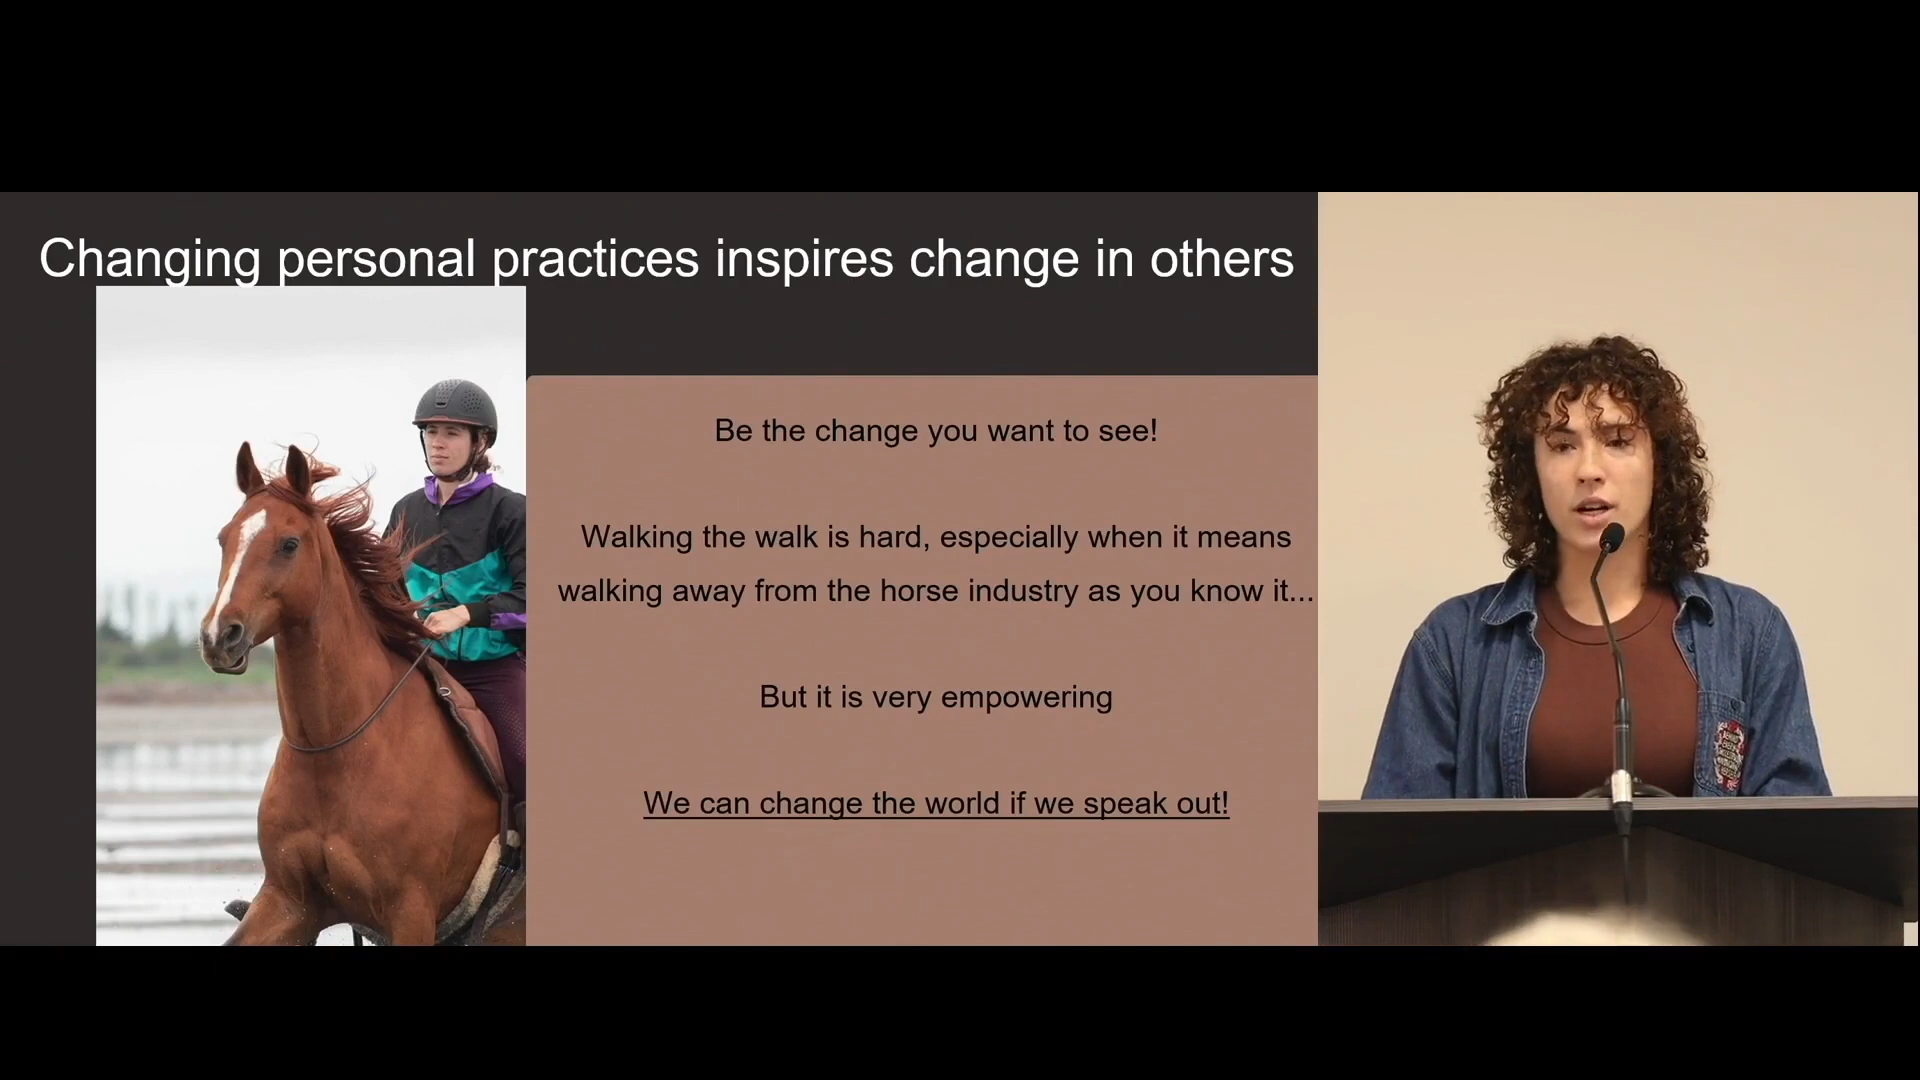 Changing personal practices inspires change in others
Be the change you want to see!
Walking the walk is hard, especially when it means
walking away from the horse industry as you know it...
But it is very empowering
We can change the world if we speak out!